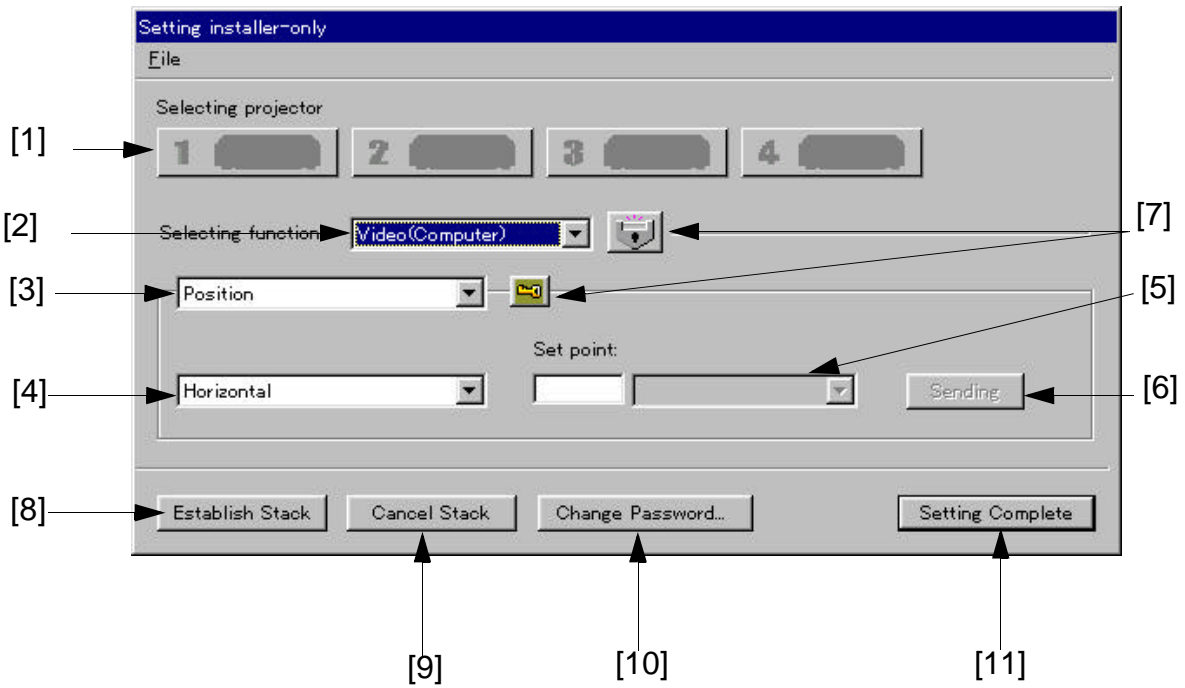 Setting installer-only
File
Selecting projector
[1]
1 2 3 4
[2]
Selecting function
Video(Computer)
[7]
[3]
Position
[5]
Set point:
[4]
Horizontal
Sending
[6]
[8]
Establish Stack
Cancel Stack
Change Password...
Setting Complete
[9]
[10]
[11]